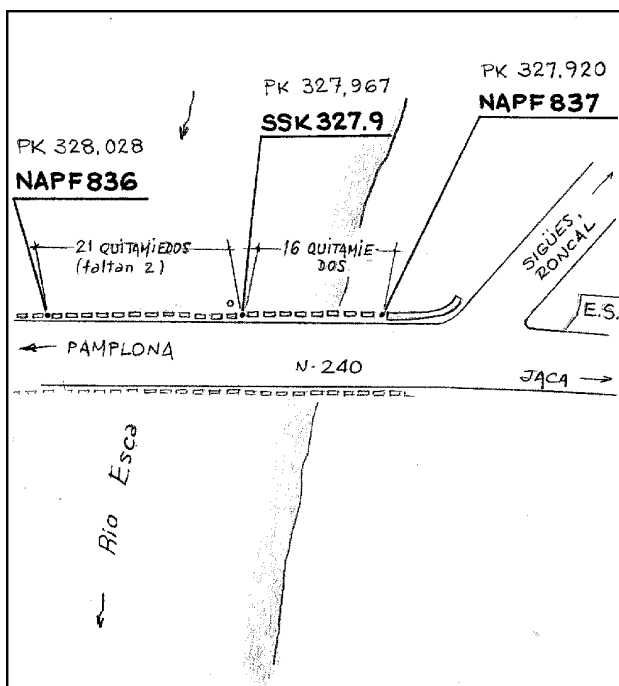 PK 327,967
PK 327,920
SSK 327.9
NAPF 837
PK 328,028
NAPF 836
21 QUITAMIEDOS
(faltan 2)
16 QUITAMIE
DOS
SIGÜES,
RONCAL
E.S.
← PAMPLONA
N-240
JACA →
Rio Esca